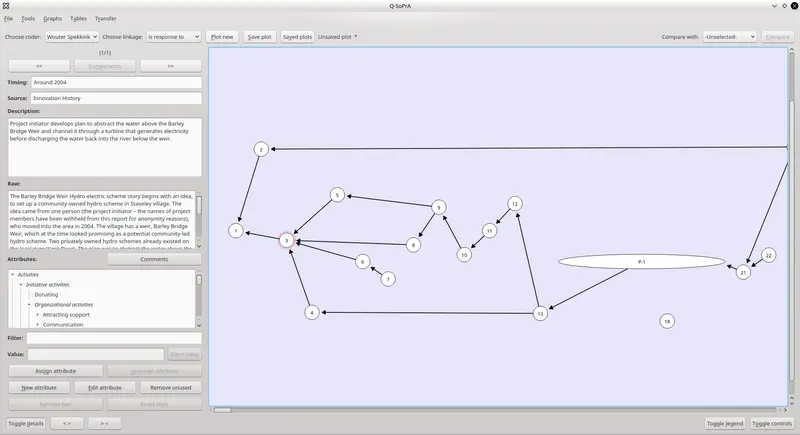 Q-SoPrA
File Tools Graphs Tables Transfer
Choose coder: Wouter Spekkink Choose linkage: is response to Plot new Save plot Saved plots Unsaved plot * Compare with: -Unselected- Compare
(1/1)
<< Components >>
Timing: Around 2004
Source: Innovation History
Description:
Project initiator develops plan to abstract the water above the Barley
Bridge Weir and channel it through a turbine that generates electricity
before discharging the water back into the river below the weir.
Raw:
The Barley Bridge Weir Hydro-electric scheme story begins with an idea,
to set up a community owned hydro scheme in Staveley village. The
idea came from one person (the project initiator – the names of project
members have been withheld from this report for anonymity reasons),
who moved into the area in 2004. The village has a weir, Barley Bridge
Weir, which at the time looked promising as a potential community-led
hydro scheme. Two privately owned hydro schemes already existed on
Attributes: Comments
Activities
Initiative activities
Donating
Organizational activities
Attracting support
Communication
Filter:
Value: Store value
Assign attribute Unassign attribute
New attribute Edit attribute Remove unused
Remove text Reset texts
Toggle details < > > < Toggle legend Toggle controls
2
5
9
12
1
3
8
11
10
6
7
4
13
P-1
21
22
18